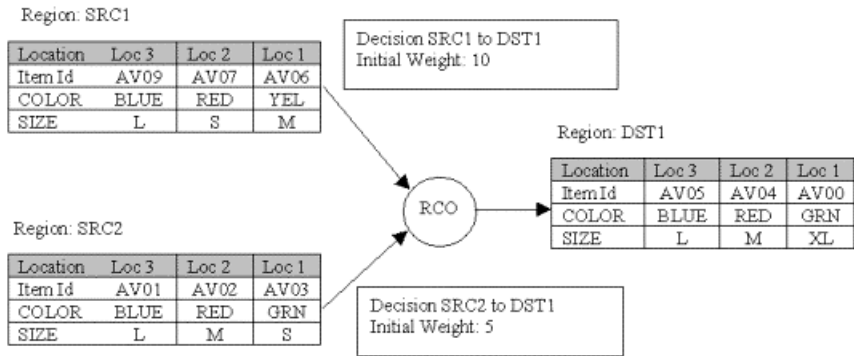 Region: SRC1
Location Loc 3 Loc 2 Loc 1
Item Id AV09 AV07 AV06
COLOR BLUE RED YEL
SIZE L S M
Decision SRC1 to DST1
Initial Weight: 10
Region: DST1
Location Loc 3 Loc 2 Loc 1
Item Id AV05 AV04 AV00
COLOR BLUE RED GRN
SIZE L M XL
RCO
Region: SRC2
Location Loc 3 Loc 2 Loc 1
Item Id AV01 AV02 AV03
COLOR BLUE RED GRN
SIZE L M S
Decision SRC2 to DST1
Initial Weight: 5